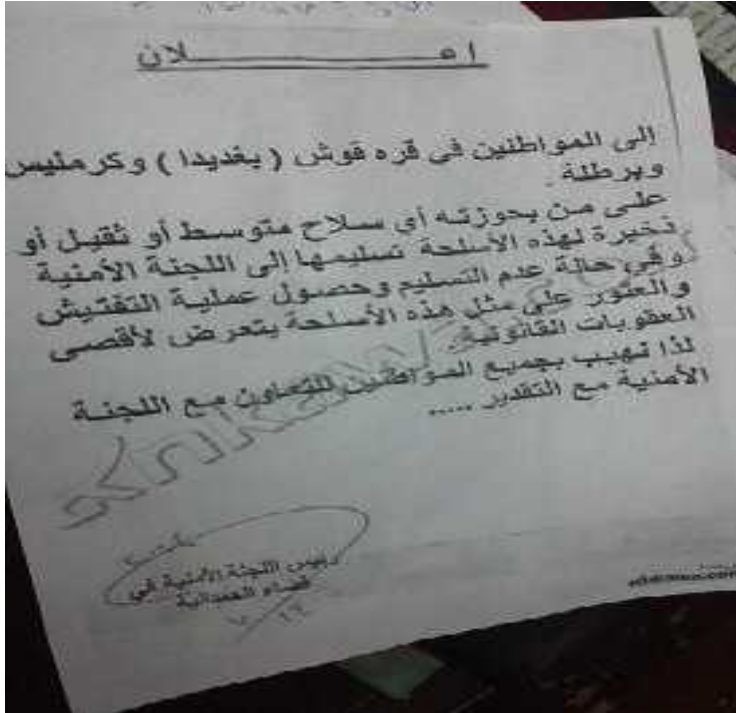 اعـــــــــــلان
إلى المواطنين في قره قوش ( بغديدا ) وكرمليس
وبرطلة .
على من بحوزته أي سلاح متوسط أو ثقيل أو
ذخيرة لهذه الأسلحة تسليمها إلى اللجنة الأمنية
وفي حالة عدم التسليم وحصول عملية التفتيش
والعثور على مثل هذه الأسلحة يتعرض لأقصى
العقوبات القانونية.
لذا نهيب بجميع المواطنين للتعاون مع اللجنة
الأمنية مع التقدير .....
رئيس اللجنة الأمنية في
قضاء الحمدانية